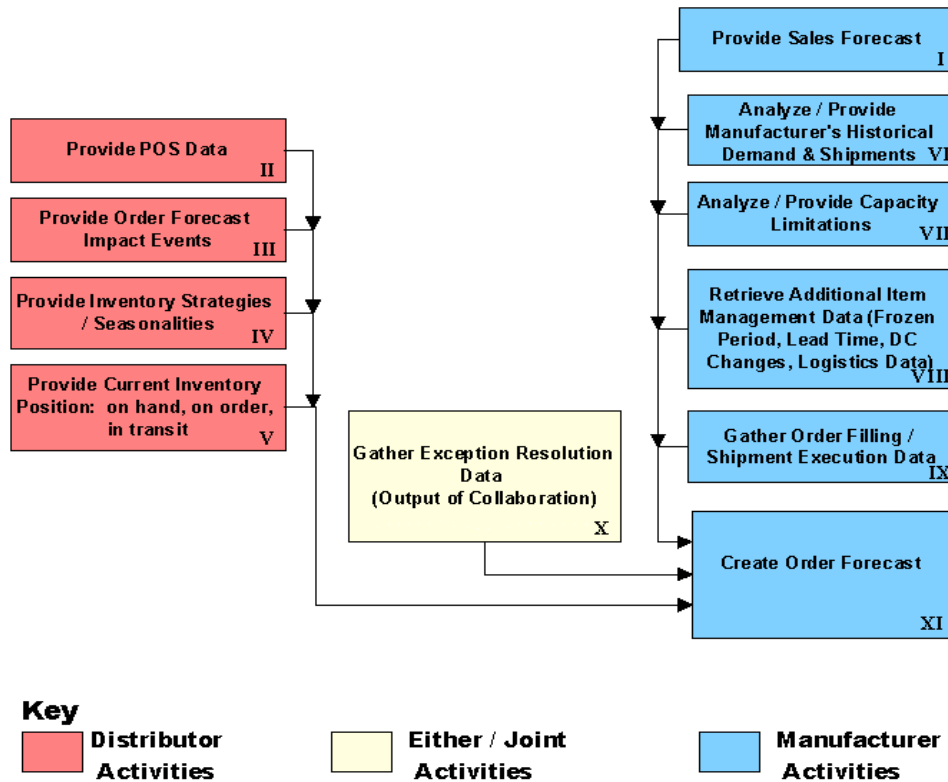 Provide Sales Forecast
I
Analyze / Provide
Manufacturer's Historical
Demand & Shipments
VI
Provide POS Data
II
Analyze / Provide Capacity
Limitations
VII
Provide Order Forecast
Impact Events
III
Provide Inventory Strategies
/ Seasonalities
IV
Retrieve Additional Item
Management Data (Frozen
Period, Lead Time, DC
Changes, Logistics Data)
VIII
Provide Current Inventory
Position: on hand, on order,
in transit
V
Gather Exception Resolution
Data
(Output of Collaboration)
X
Gather Order Filling /
Shipment Execution Data
IX
Create Order Forecast
XI
Key
Distributor
Activities
Either / Joint
Activities
Manufacturer
Activities